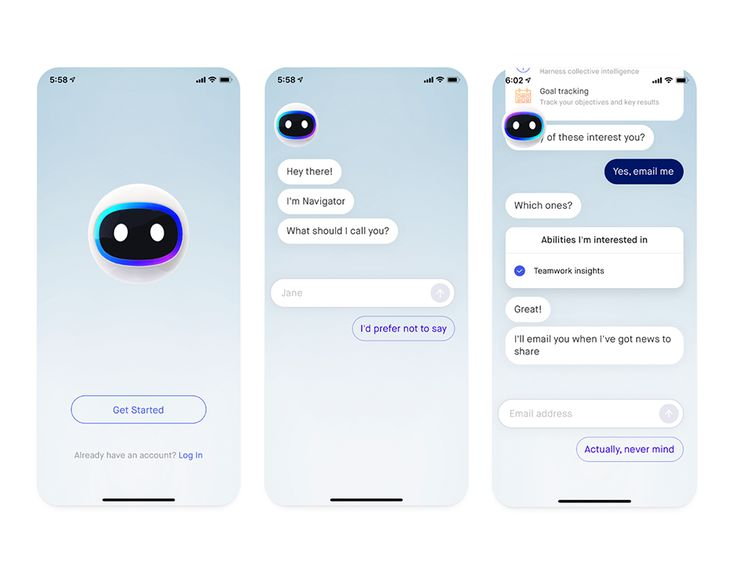 5:58
Get Started
Already have an account? Log In
5:58
Hey there!
I'm Navigator
What should I call you?
Jane
I'd prefer not to say
Harness collective intelligence
6:02
Goal tracking
Track your objectives and key results
y of these interest you?
Yes, email me
Which ones?
Abilities I'm interested in
Teamwork insights
Great!
I'll email you when I've got news to
share
Email address
Actually, never mind